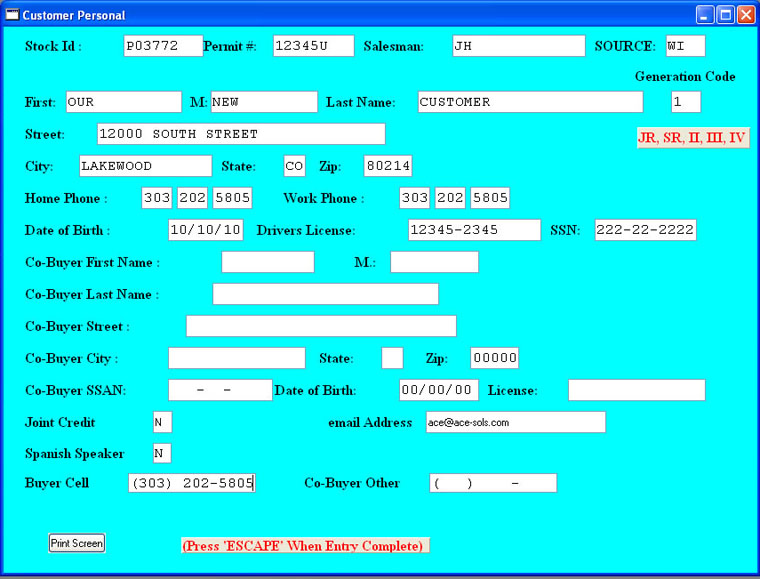 Customer Personal
Stock Id : P03772 Permit #: 12345U Salesman: JH SOURCE: WI
Generation Code
First: OUR M: NEW Last Name: CUSTOMER 1
Street: 12000 SOUTH STREET JR, SR, II, III, IV
City: LAKEWOOD State: CO Zip: 80214
Home Phone : 303 202 5805 Work Phone : 303 202 5805
Date of Birth : 10/10/10 Drivers License: 12345-2345 SSN: 222-22-2222
Co-Buyer First Name : M.:
Co-Buyer Last Name :
Co-Buyer Street :
Co-Buyer City : State: Zip: 00000
Co-Buyer SSAN: - - Date of Birth: 00/00/00 License:
Joint Credit N email Address ace@ace-sols.com
Spanish Speaker N
Buyer Cell (303) 202-5805 Co-Buyer Other ( ) -
Print Screen (Press 'ESCAPE' When Entry Complete)